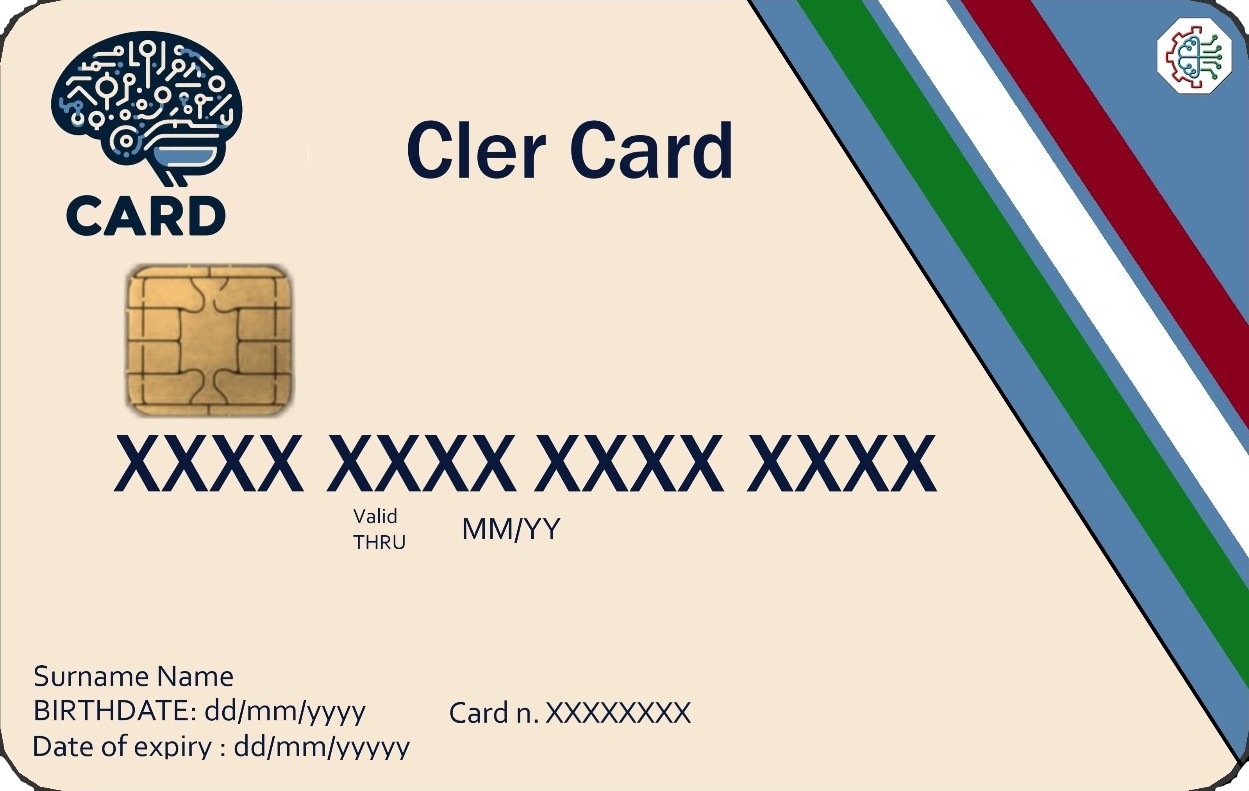 CARD
Cler Card
XXXX XXXX XXXX XXXX
Valid
THRU
MM/YY
Surname Name
BIRTHDATE: dd/mm/yyyy
Card n. XXXXXXXX
Date of expiry : dd/mm/yyyyy